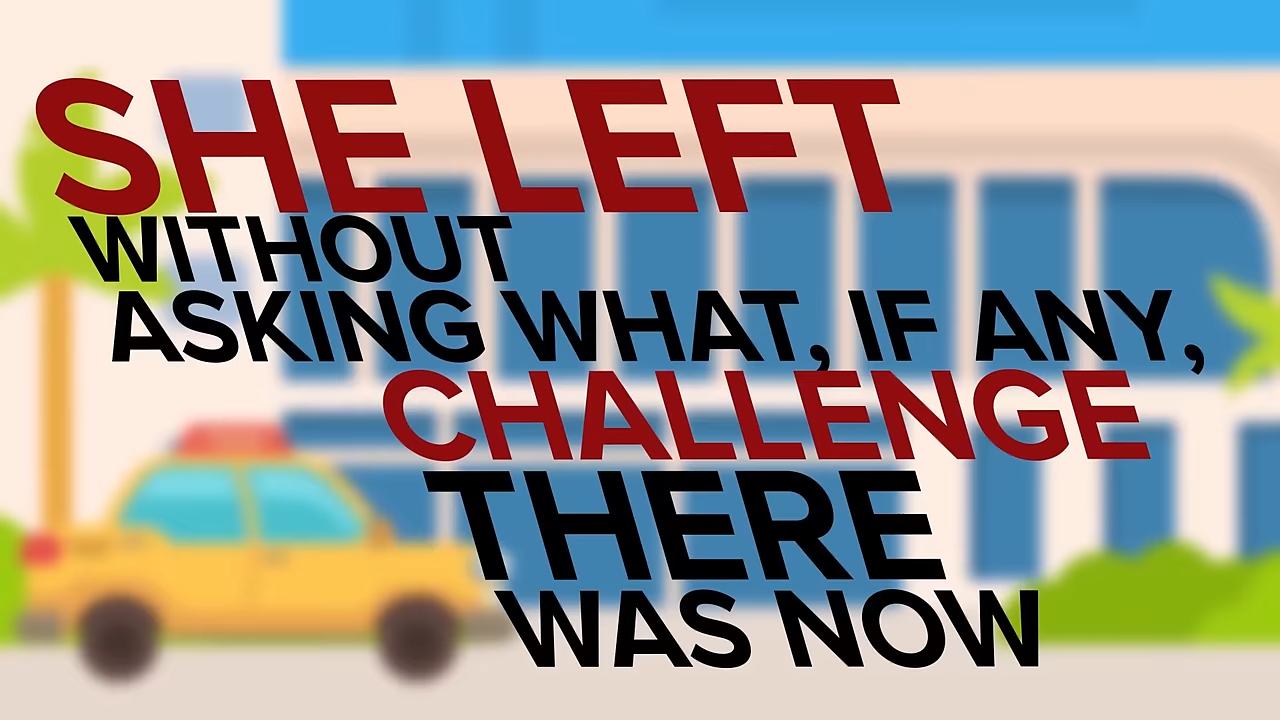 SHE LEFT
WITHOUT
ASKING WHAT, IF ANY,
CHALLENGE
THERE
WAS NOW